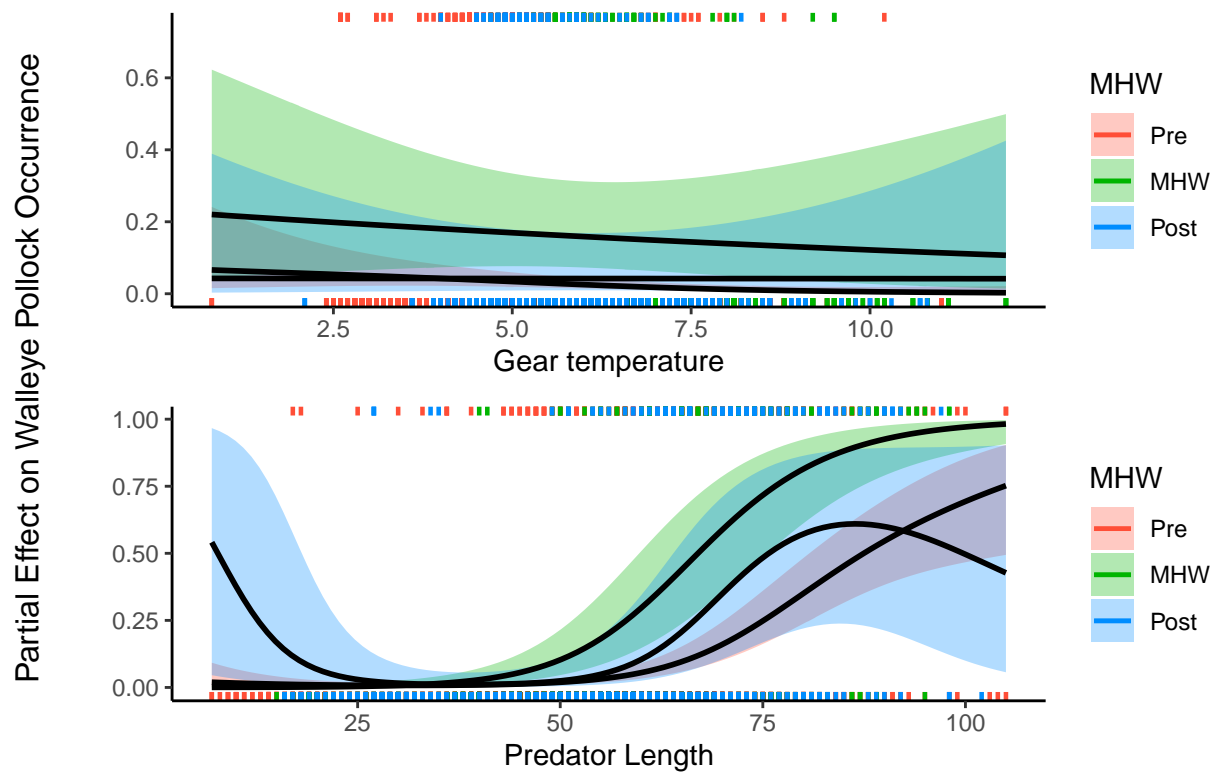 Partial Effect on Walleye Pollock Occurrence
0.6
0.4
0.2
0.0
2.5 5.0 7.5 10.0
Gear temperature
MHW
Pre
MHW
Post
1.00
0.75
0.50
0.25
0.00
25 50 75 100
Predator Length
MHW
Pre
MHW
Post